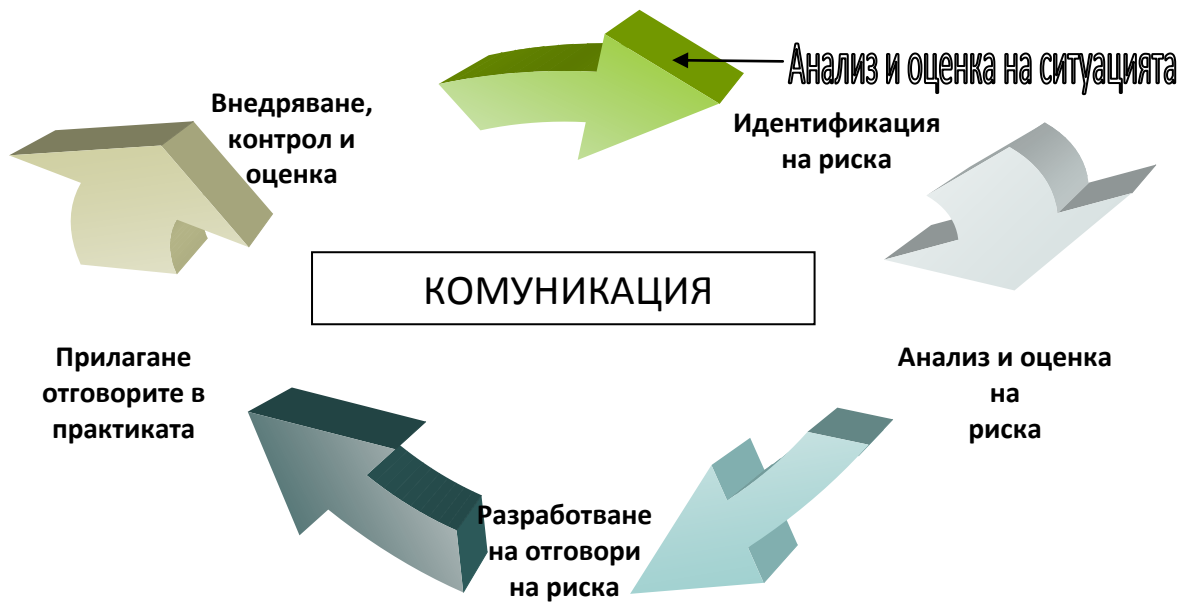 Анализ и оценка на ситуацията
Идентификация
на риска
Внедряване,
контрол и
оценка
КОМУНИКАЦИЯ
Анализ и оценка
на
риска
Прилагане
отговорите в
практиката
Разработване
на отговори
на риска